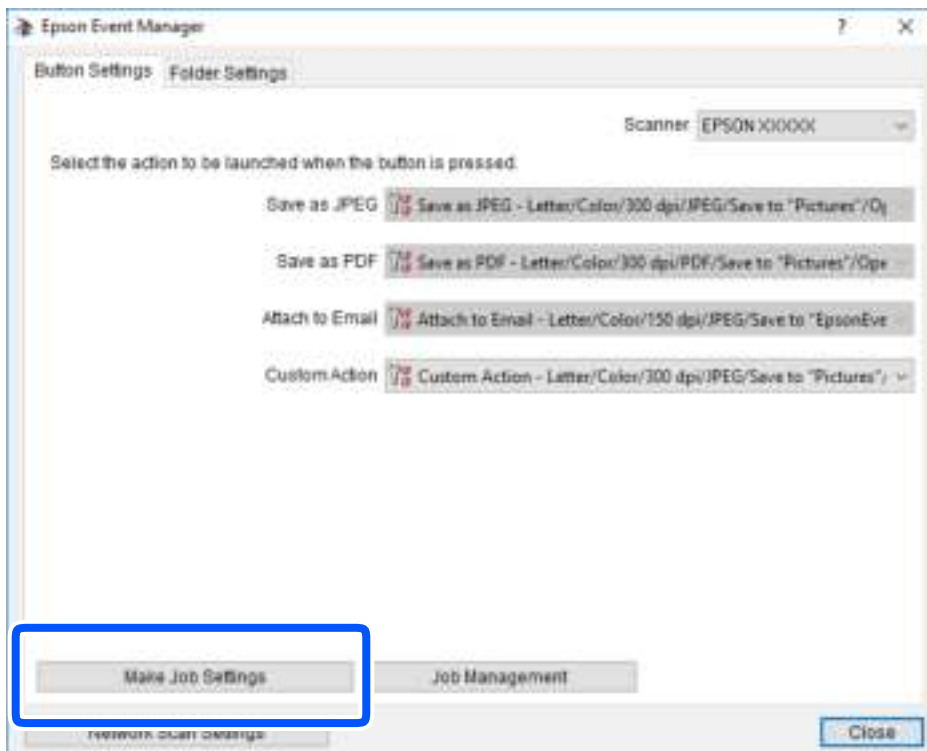 Epson Event Manager ? ×
Button Settings Folder Settings
Scanner EPSON XXXXX
Select the action to be launched when the button is pressed.
Save as JPEG Save as JPEG - Letter/Color/300 dpi/JPEG/Save to "Pictures"/Op
Save as PDF Save as PDF - Letter/Color/300 dpi/PDF/Save to "Pictures"/Ope
Attach to Email Attach to Email - Letter/Color/150 dpi/JPEG/Save to "EpsonEve
Custom Action Custom Action - Letter/Color/300 dpi/JPEG/Save to "Pictures"/
Make Job Settings Job Management
Network Scan Settings Close